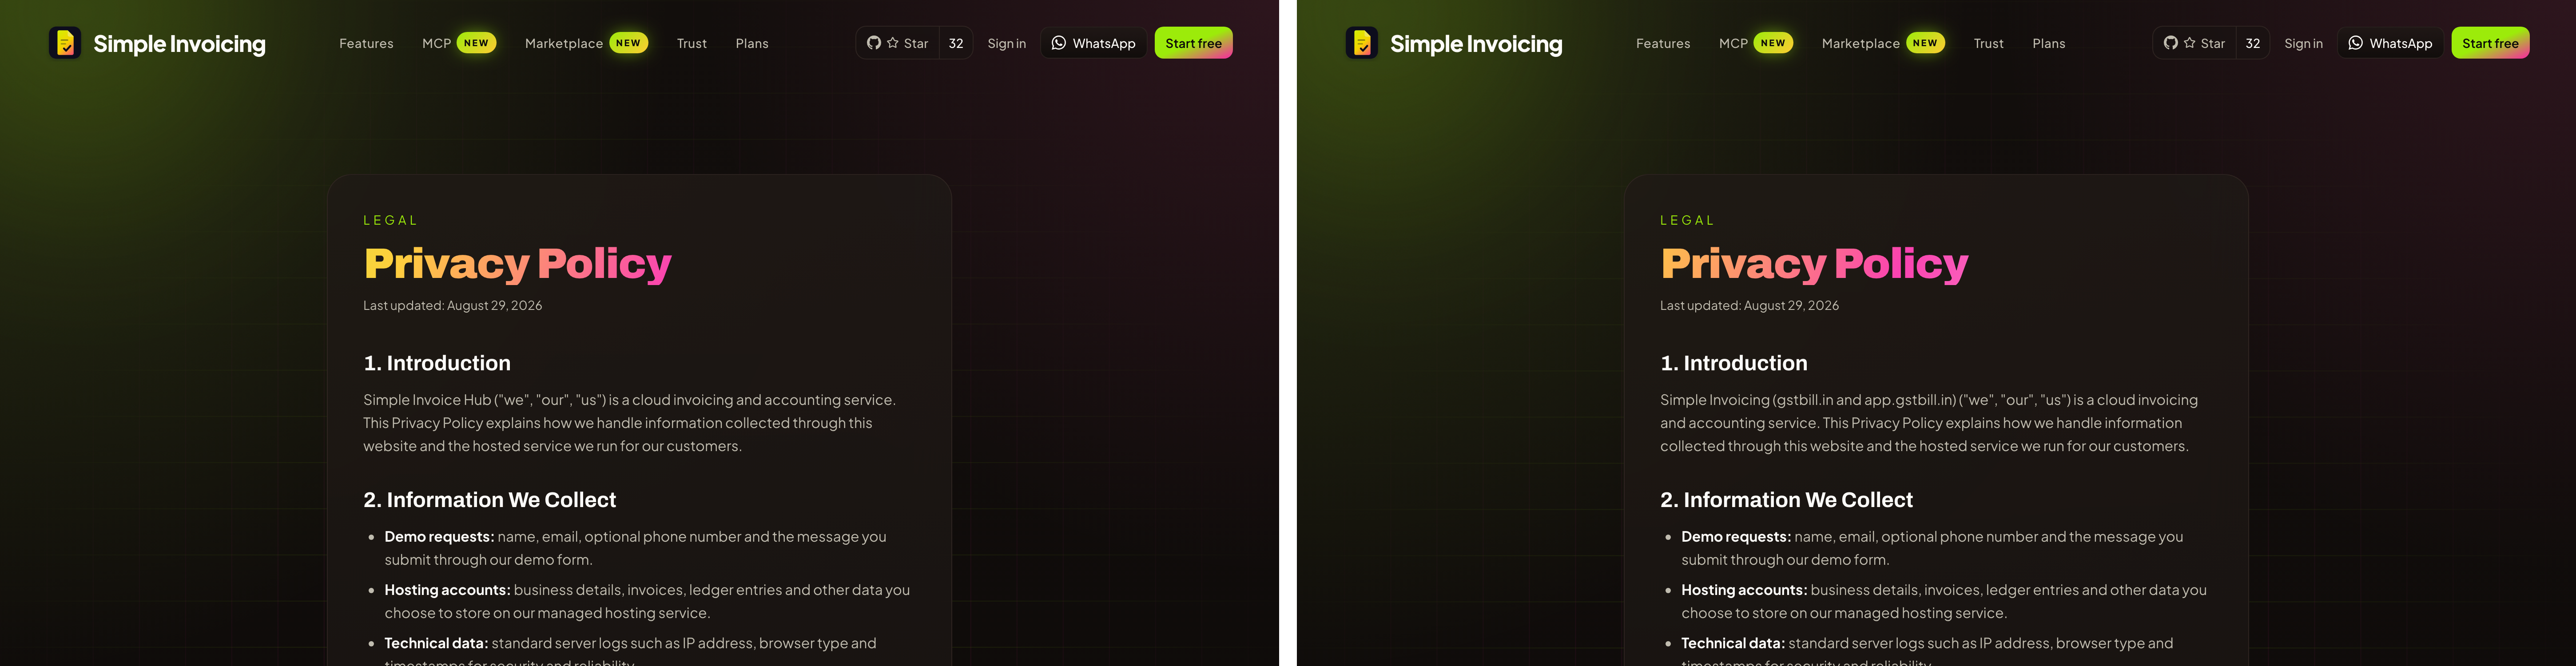 Simple Invoicing
Features MCP NEW Marketplace NEW Trust Plans
Star 32 Sign in WhatsApp Start free
LEGAL
Privacy Policy
Last updated: August 29, 2026
1. Introduction
Simple Invoice Hub ("we", "our", "us") is a cloud invoicing and accounting service.
This Privacy Policy explains how we handle information collected through this
website and the hosted service we run for our customers.
2. Information We Collect
• Demo requests: name, email, optional phone number and the message you
submit through our demo form.
• Hosting accounts: business details, invoices, ledger entries and other data you
choose to store on our managed hosting service.
• Technical data: standard server logs such as IP address, browser type and
timestamps for security and reliability.
Simple Invoicing
Features MCP NEW Marketplace NEW Trust Plans
Star 32 Sign in WhatsApp Start free
LEGAL
Privacy Policy
Last updated: August 29, 2026
1. Introduction
Simple Invoicing (gstbill.in and app.gstbill.in) ("we", "our", "us") is a cloud invoicing
and accounting service. This Privacy Policy explains how we handle information
collected through this website and the hosted service we run for our customers.
2. Information We Collect
• Demo requests: name, email, optional phone number and the message you
submit through our demo form.
• Hosting accounts: business details, invoices, ledger entries and other data you
choose to store on our managed hosting service.
• Technical data: standard server logs such as IP address, browser type and
timestamps for security and reliability.